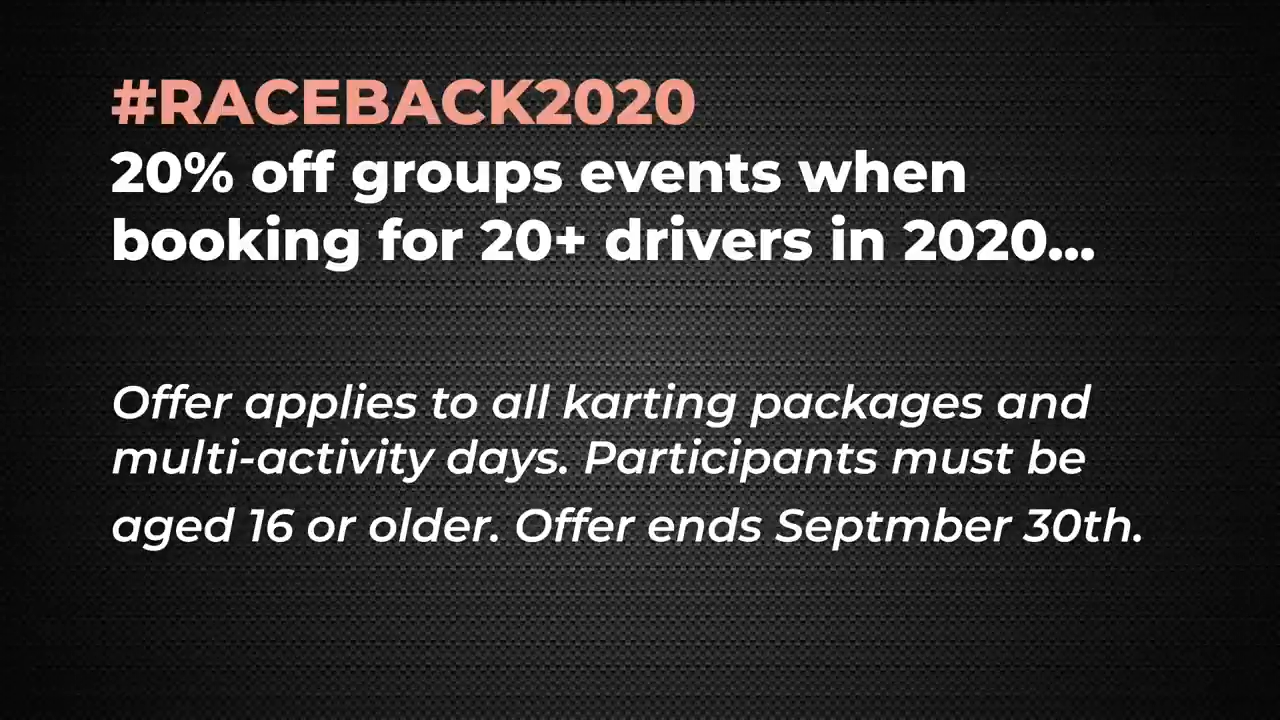 #RACEBACK2020
20% off groups events when
booking for 20+ drivers in 2020...
Offer applies to all karting packages and
multi-activity days. Participants must be
aged 16 or older. Offer ends Septmber 30th.